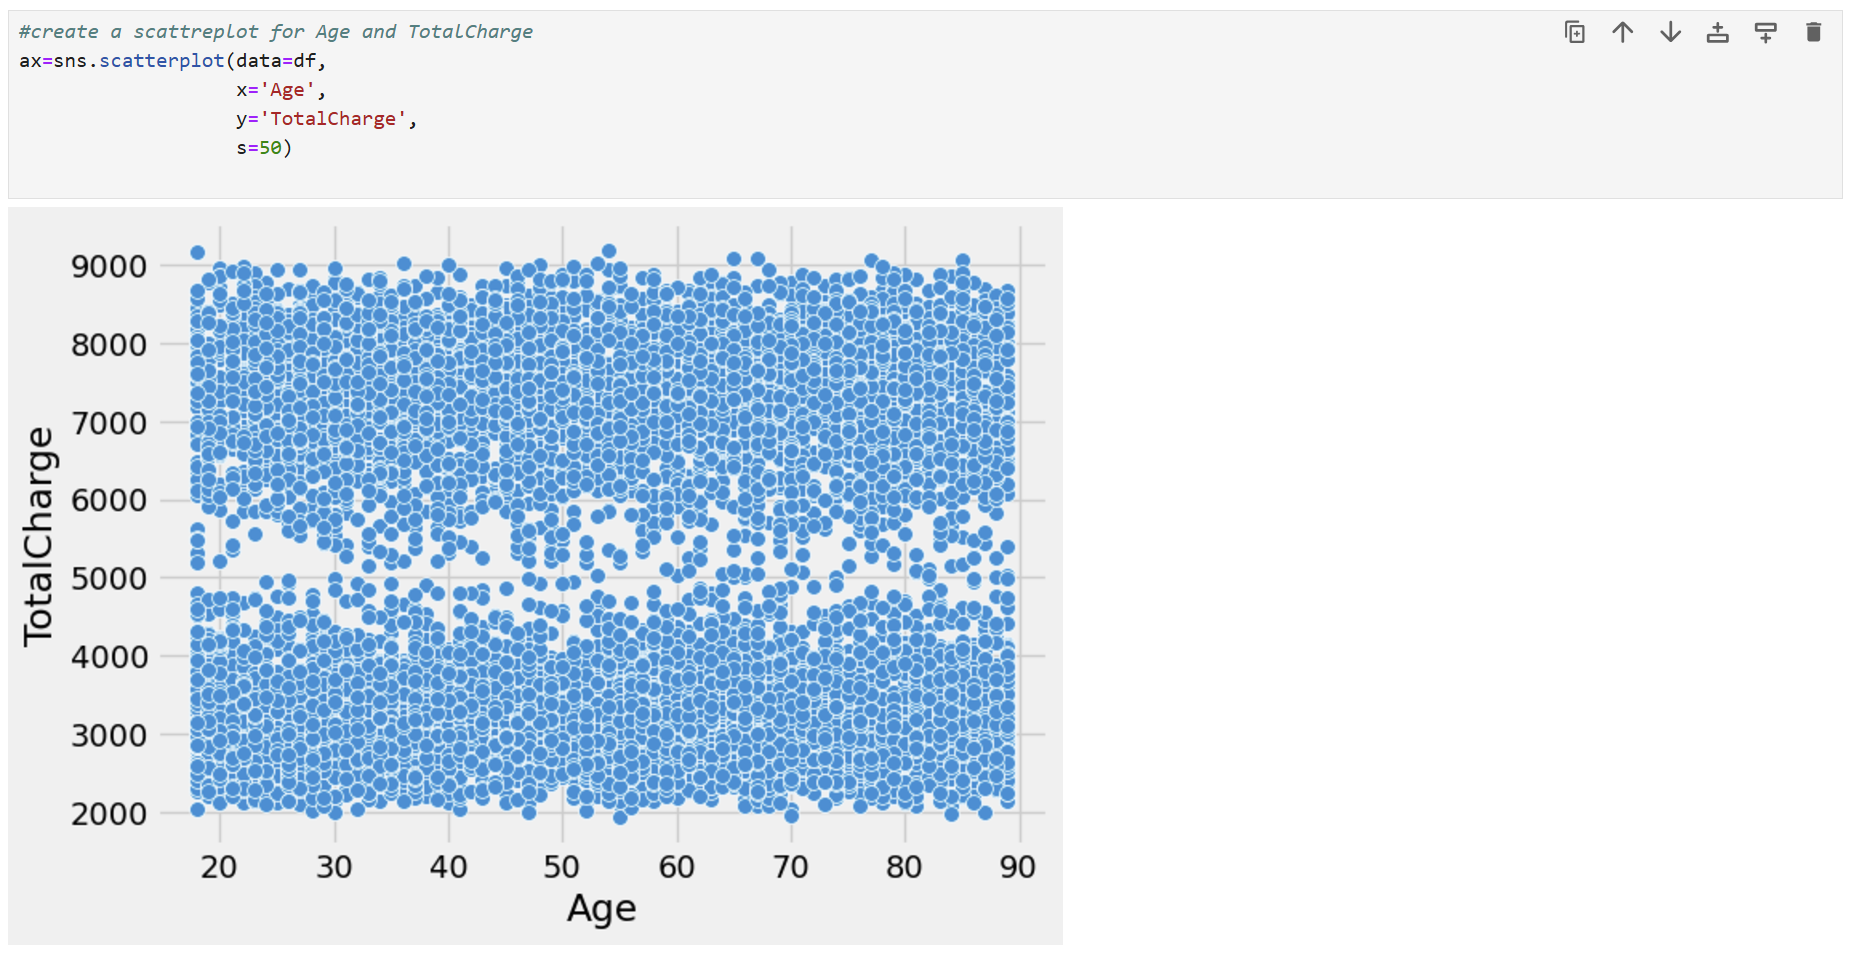 #create a scattreplot for Age and TotalCharge
ax=sns.scatterplot(data=df,
x='Age',
y='TotalCharge',
s=50)
9000
8000
7000
6000
5000
4000
3000
2000
TotalCharge
20 30 40 50 60 70 80 90
Age